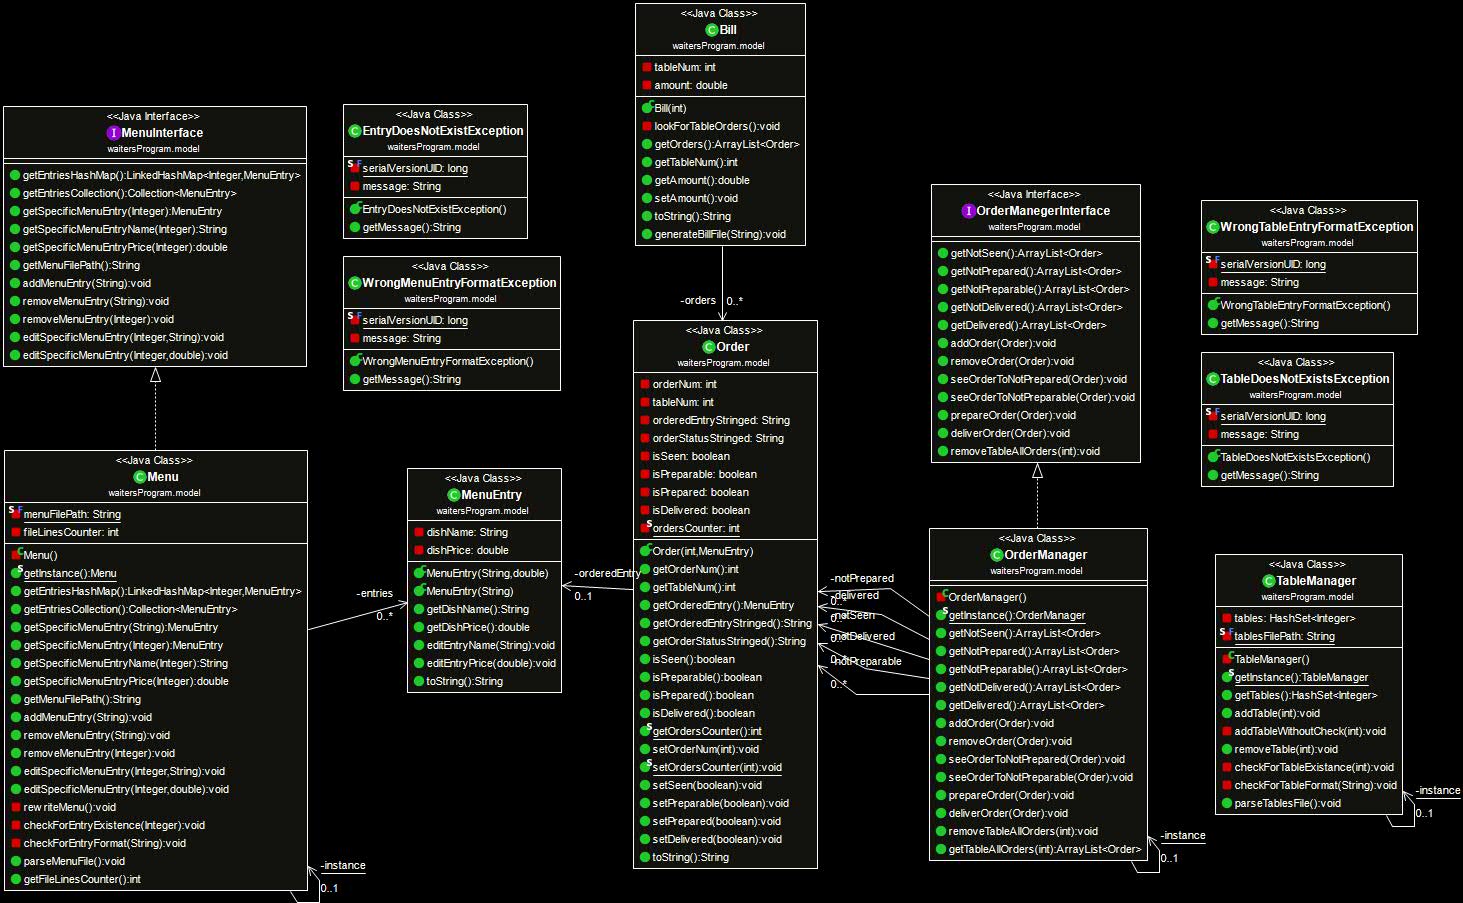 <<Java Class>>
Bill
waitersProgram.model
tableNum: int
amount: double
Bill(int)
lookForTableOrders():void
getOrders():ArrayList<Order>
getTableNum():int
getAmount():double
setAmount():void
toString():String
generateBillFile(String):void
-orders
0..*
<<Java Interface>>
MenuInterface
waitersProgram.model
getEntriesHashMap():LinkedHashMap<Integer,MenuEntry>
getEntriesCollection():Collection<MenuEntry>
getSpecificMenuEntry(Integer):MenuEntry
getSpecificMenuEntryName(Integer):String
getSpecificMenuEntryPrice(Integer):double
getMenuFilePath():String
addMenuEntry(String):void
removeMenuEntry(String):void
removeMenuEntry(Integer):void
editSpecificMenuEntry(Integer,String):void
editSpecificMenuEntry(Integer,double):void
<<Java Class>>
EntryDoesNotExistException
waitersProgram.model
serialVersionUID: long
message: String
EntryDoesNotExistException()
getMessage():String
<<Java Class>>
WrongMenuEntryFormatException
waitersProgram.model
serialVersionUID: long
message: String
WrongMenuEntryFormatException()
getMessage():String
<<Java Interface>>
OrderManegerInterface
waitersProgram.model
getNotSeen():ArrayList<Order>
getNotPrepared():ArrayList<Order>
getNotPreparable():ArrayList<Order>
getNotDelivered():ArrayList<Order>
getDelivered():ArrayList<Order>
addOrder(Order):void
removeOrder(Order):void
seeOrderToNotPrepared(Order):void
seeOrderToNotPreparable(Order):void
prepareOrder(Order):void
deliverOrder(Order):void
removeTableAllOrders(int):void
<<Java Class>>
WrongTableEntryFormatException
waitersProgram.model
serialVersionUID: long
message: String
WrongTableEntryFormatException()
getMessage():String
<<Java Class>>
TableDoesNotExistsException
waitersProgram.model
serialVersionUID: long
message: String
TableDoesNotExistsException()
getMessage():String
<<Java Class>>
Menu
waitersProgram.model
menuFilePath: String
fileLinesCounter: int
Menu()
getInstance():Menu
getEntriesHashMap():LinkedHashMap<Integer,MenuEntry>
getEntriesCollection():Collection<MenuEntry>
getSpecificMenuEntry(String):MenuEntry
getSpecificMenuEntry(Integer):MenuEntry
getSpecificMenuEntryName(Integer):String
getSpecificMenuEntryPrice(Integer):double
getMenuFilePath():String
addMenuEntry(String):void
removeMenuEntry(String):void
removeMenuEntry(Integer):void
editSpecificMenuEntry(Integer,String):void
editSpecificMenuEntry(Integer,double):void
rewriteMenu():void
checkForEntryExistence(Integer):void
checkForEntryFormat(String):void
parseMenuFile():void
getFileLinesCounter():int
-instance
0..1
-entries
0..*
<<Java Class>>
MenuEntry
waitersProgram.model
dishName: String
dishPrice: double
MenuEntry(String,double)
MenuEntry(String)
getDishName():String
getDishPrice():double
editEntryName(String):void
editEntryPrice(double):void
toString():String
-orderedEntry
0..1
<<Java Class>>
Order
waitersProgram.model
orderNum: int
tableNum: int
orderedEntryStringed: String
orderStatusStringed: String
isSeen: boolean
isPreparable: boolean
isPrepared: boolean
isDelivered: boolean
ordersCounter: int
Order(int,MenuEntry)
getOrderNum():int
getTableNum():int
getOrderedEntry():MenuEntry
getOrderedEntryStringed():String
getOrderStatusStringed():String
isSeen():boolean
isPreparable():boolean
isPrepared():boolean
isDelivered():boolean
getOrdersCounter():int
setOrderNum(int):void
setOrdersCounter(int):void
setSeen(boolean):void
setPreparable(boolean):void
setPrepared(boolean):void
setDelivered(boolean):void
toString():String
-notPrepared
0..*
-delivered
0..*
-notSeen
0..*
-notDelivered
0..*
-notPreparable
0..*
<<Java Class>>
OrderManager
waitersProgram.model
OrderManager()
getInstance():OrderManager
getNotSeen():ArrayList<Order>
getNotPrepared():ArrayList<Order>
getNotPreparable():ArrayList<Order>
getNotDelivered():ArrayList<Order>
getDelivered():ArrayList<Order>
addOrder(Order):void
removeOrder(Order):void
seeOrderToNotPrepared(Order):void
seeOrderToNotPreparable(Order):void
prepareOrder(Order):void
deliverOrder(Order):void
removeTableAllOrders(int):void
getTableAllOrders(int):ArrayList<Order>
-instance
0..1
<<Java Class>>
TableManager
waitersProgram.model
tables: HashSet<Integer>
tablesFilePath: String
TableManager()
getInstance():TableManager
getTables():HashSet<Integer>
addTable(int):void
addTableWithoutCheck(int):void
removeTable(int):void
checkForTableExistance(int):void
checkForTableFormat(String):void
parseTablesFile():void
-instance
0..1